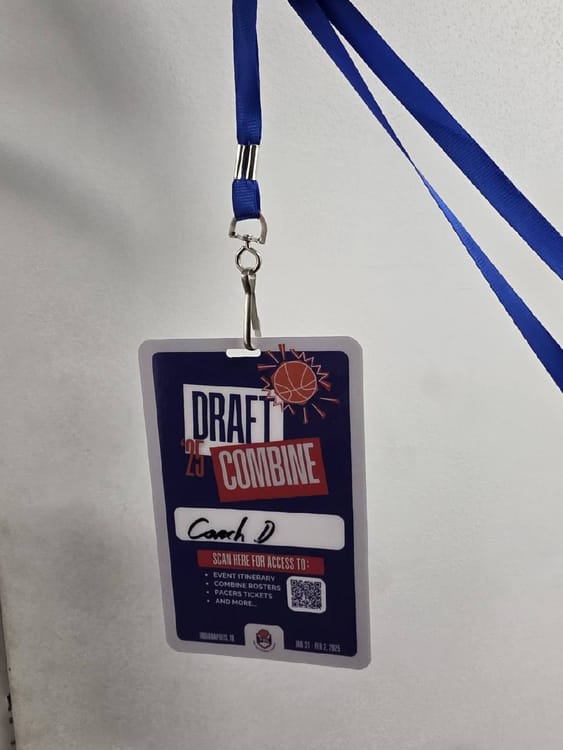 DRAFT
'25 COMBINE
Coach D
SCAN HERE FOR ACCESS TO:
• EVENT ITINERARY
• COMBINE ROSTERS
• PACERS TICKETS
• AND MORE...
INDIANAPOLIS, IN
JAN 31 - FEB 2, 2025